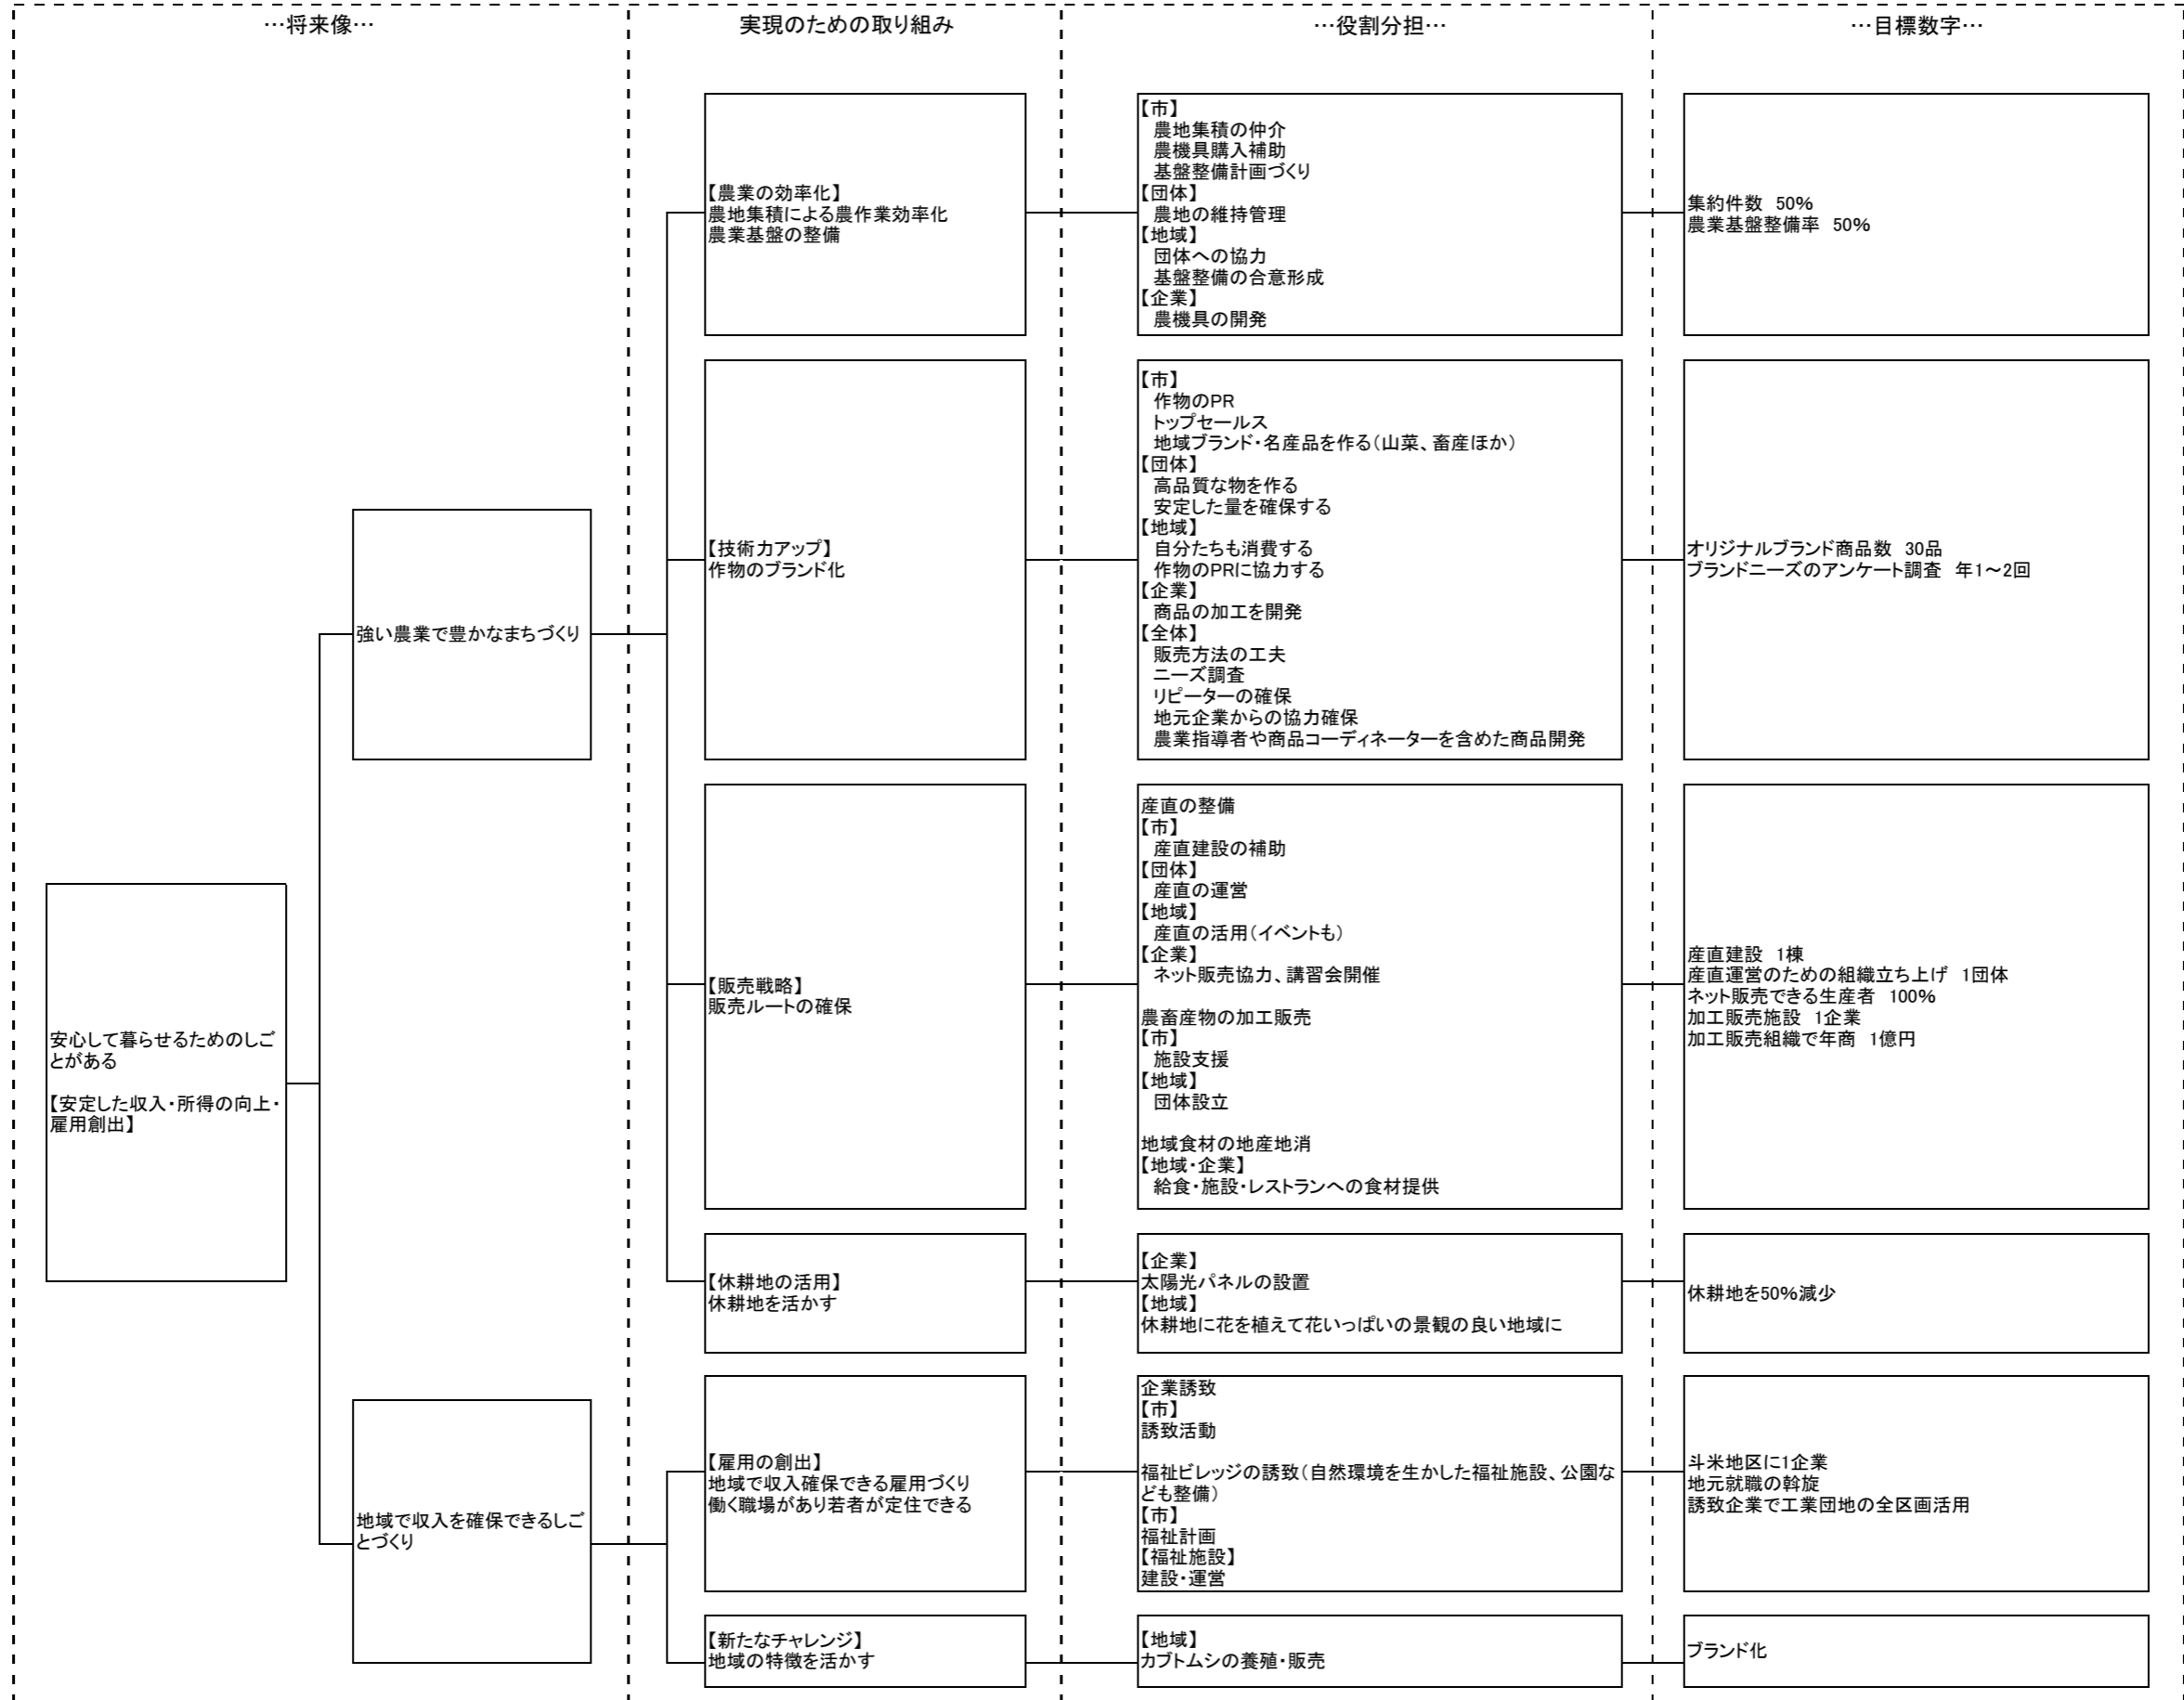 …将来像…
実現のための取り組み
…役割分担…
…目標数字…
安心して暮らせるためのしご
とがある
【安定した収入・所得の向上・
雇用創出】
強い農業で豊かなまちづくり
【農業の効率化】
農地集積による農作業効率化
農業基盤の整備
【市】
農地集積の仲介
農機具購入補助
基盤整備計画づくり
【団体】
農地の維持管理
【地域】
団体への協力
基盤整備の合意形成
【企業】
農機具の開発
集約件数 50%
農業基盤整備率 50%
【技術力アップ】
作物のブランド化
【市】
作物のPR
トップセールス
地域ブランド・名産品を作る(山菜、畜産ほか)
【団体】
高品質な物を作る
安定した量を確保する
【地域】
自分たちも消費する
作物のPRに協力する
【企業】
商品の加工を開発
【全体】
販売方法の工夫
ニーズ調査
リピーターの確保
地元企業からの協力確保
農業指導者や商品コーディネーターを含めた商品開発
オリジナルブランド商品数 30品
ブランドニーズのアンケート調査 年1~2回
【販売戦略】
販売ルートの確保
産直の整備
【市】
産直建設の補助
【団体】
産直の運営
【地域】
産直の活用(イベントも)
【企業】
ネット販売協力、講習会開催
農畜産物の加工販売
【市】
施設支援
【地域】
団体設立
地域食材の地産地消
【地域・企業】
給食・施設・レストランへの食材提供
産直建設 1棟
産直運営のための組織立ち上げ 1団体
ネット販売できる生産者 100%
加工販売施設 1企業
加工販売組織で年商 1億円
【休耕地の活用】
休耕地を活かす
【企業】
太陽光パネルの設置
【地域】
休耕地に花を植えて花いっぱいの景観の良い地域に
休耕地を50%減少
地域で収入を確保できるしご
とづくり
【雇用の創出】
地域で収入確保できる雇用づくり
働く職場があり若者が定住できる
企業誘致
【市】
誘致活動
福祉ビレッジの誘致(自然環境を生かした福祉施設、公園な
ども整備)
【市】
福祉計画
【福祉施設】
建設・運営
斗米地区に1企業
地元就職の斡旋
誘致企業で工業団地の全区画活用
【新たなチャレンジ】
地域の特徴を活かす
【地域】
カブトムシの養殖・販売
ブランド化